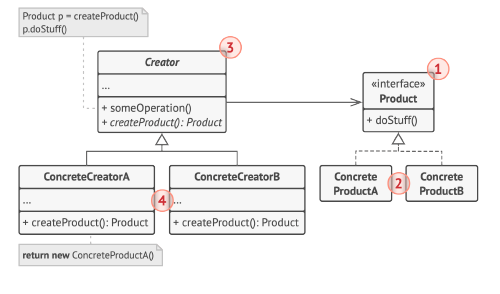 Product p = createProduct()
p.doStuff()
3
Creator
...
+ someOperation()
+ createProduct(): Product
1
«interface»
Product
+ doStuff()
ConcreteCreatorA
...
+ createProduct(): Product
4
ConcreteCreatorB
...
+ createProduct(): Product
Concrete
ProductA
2
Concrete
ProductB
return new ConcreteProductA()